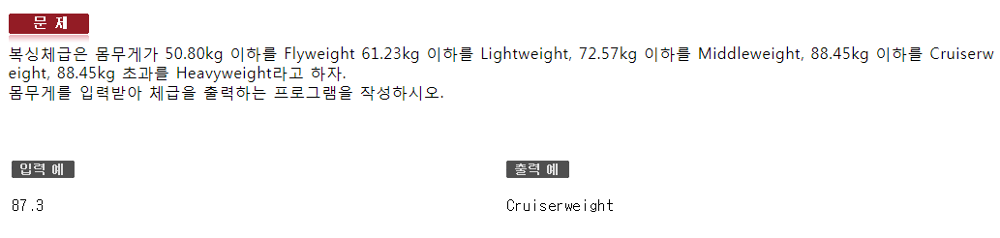 문 제
복싱체급은 몸무게가 50.80kg 이하를 Flyweight 61.23kg 이하를 Lightweight, 72.57kg 이하를 Middleweight, 88.45kg 이하를 Cruiserw
eight, 88.45kg 초과를 Heavyweight라고 하자.
몸무게를 입력받아 체급을 출력하는 프로그램을 작성하시오.
입력 예
출력 예
87.3
Cruiserweight